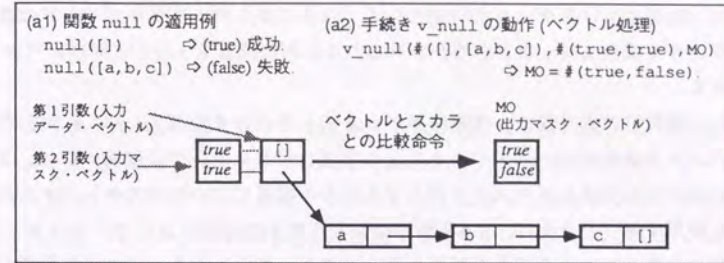 (a1) 関数 null の適用例
null([]) ⇒ (true) 成功.
null([a,b,c]) ⇒ (false) 失敗.
(a2) 手続き v_null の動作 (ベクトル処理)
v_null(#([],[a,b,c]),#(true,true),MO)
⇒ MO = #(true,false).
第1引数 (入力
データ・ベクトル)
第2引数 (入力マ
スク・ベクトル)
true
true
[]
ベクトルとスカラ
との比較命令
MO
(出力マスク・ベクトル)
true
false
a
b
c []